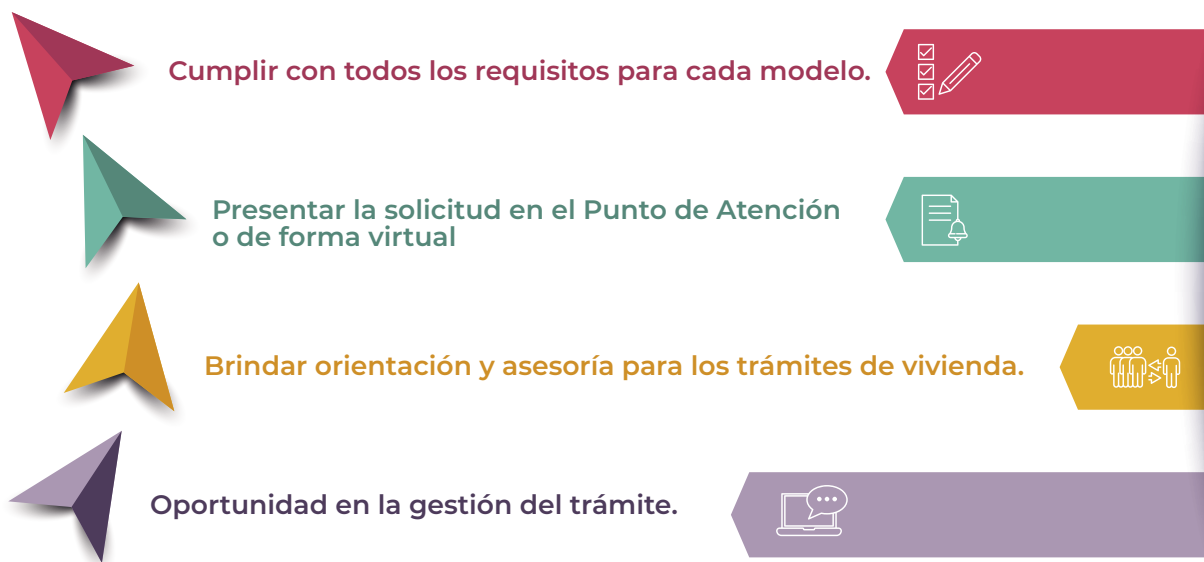 Cumplir con todos los requisitos para cada modelo.
Presentar la solicitud en el Punto de Atención
o de forma virtual
Brindar orientación y asesoría para los trámites de vivienda.
Oportunidad en la gestión del trámite.